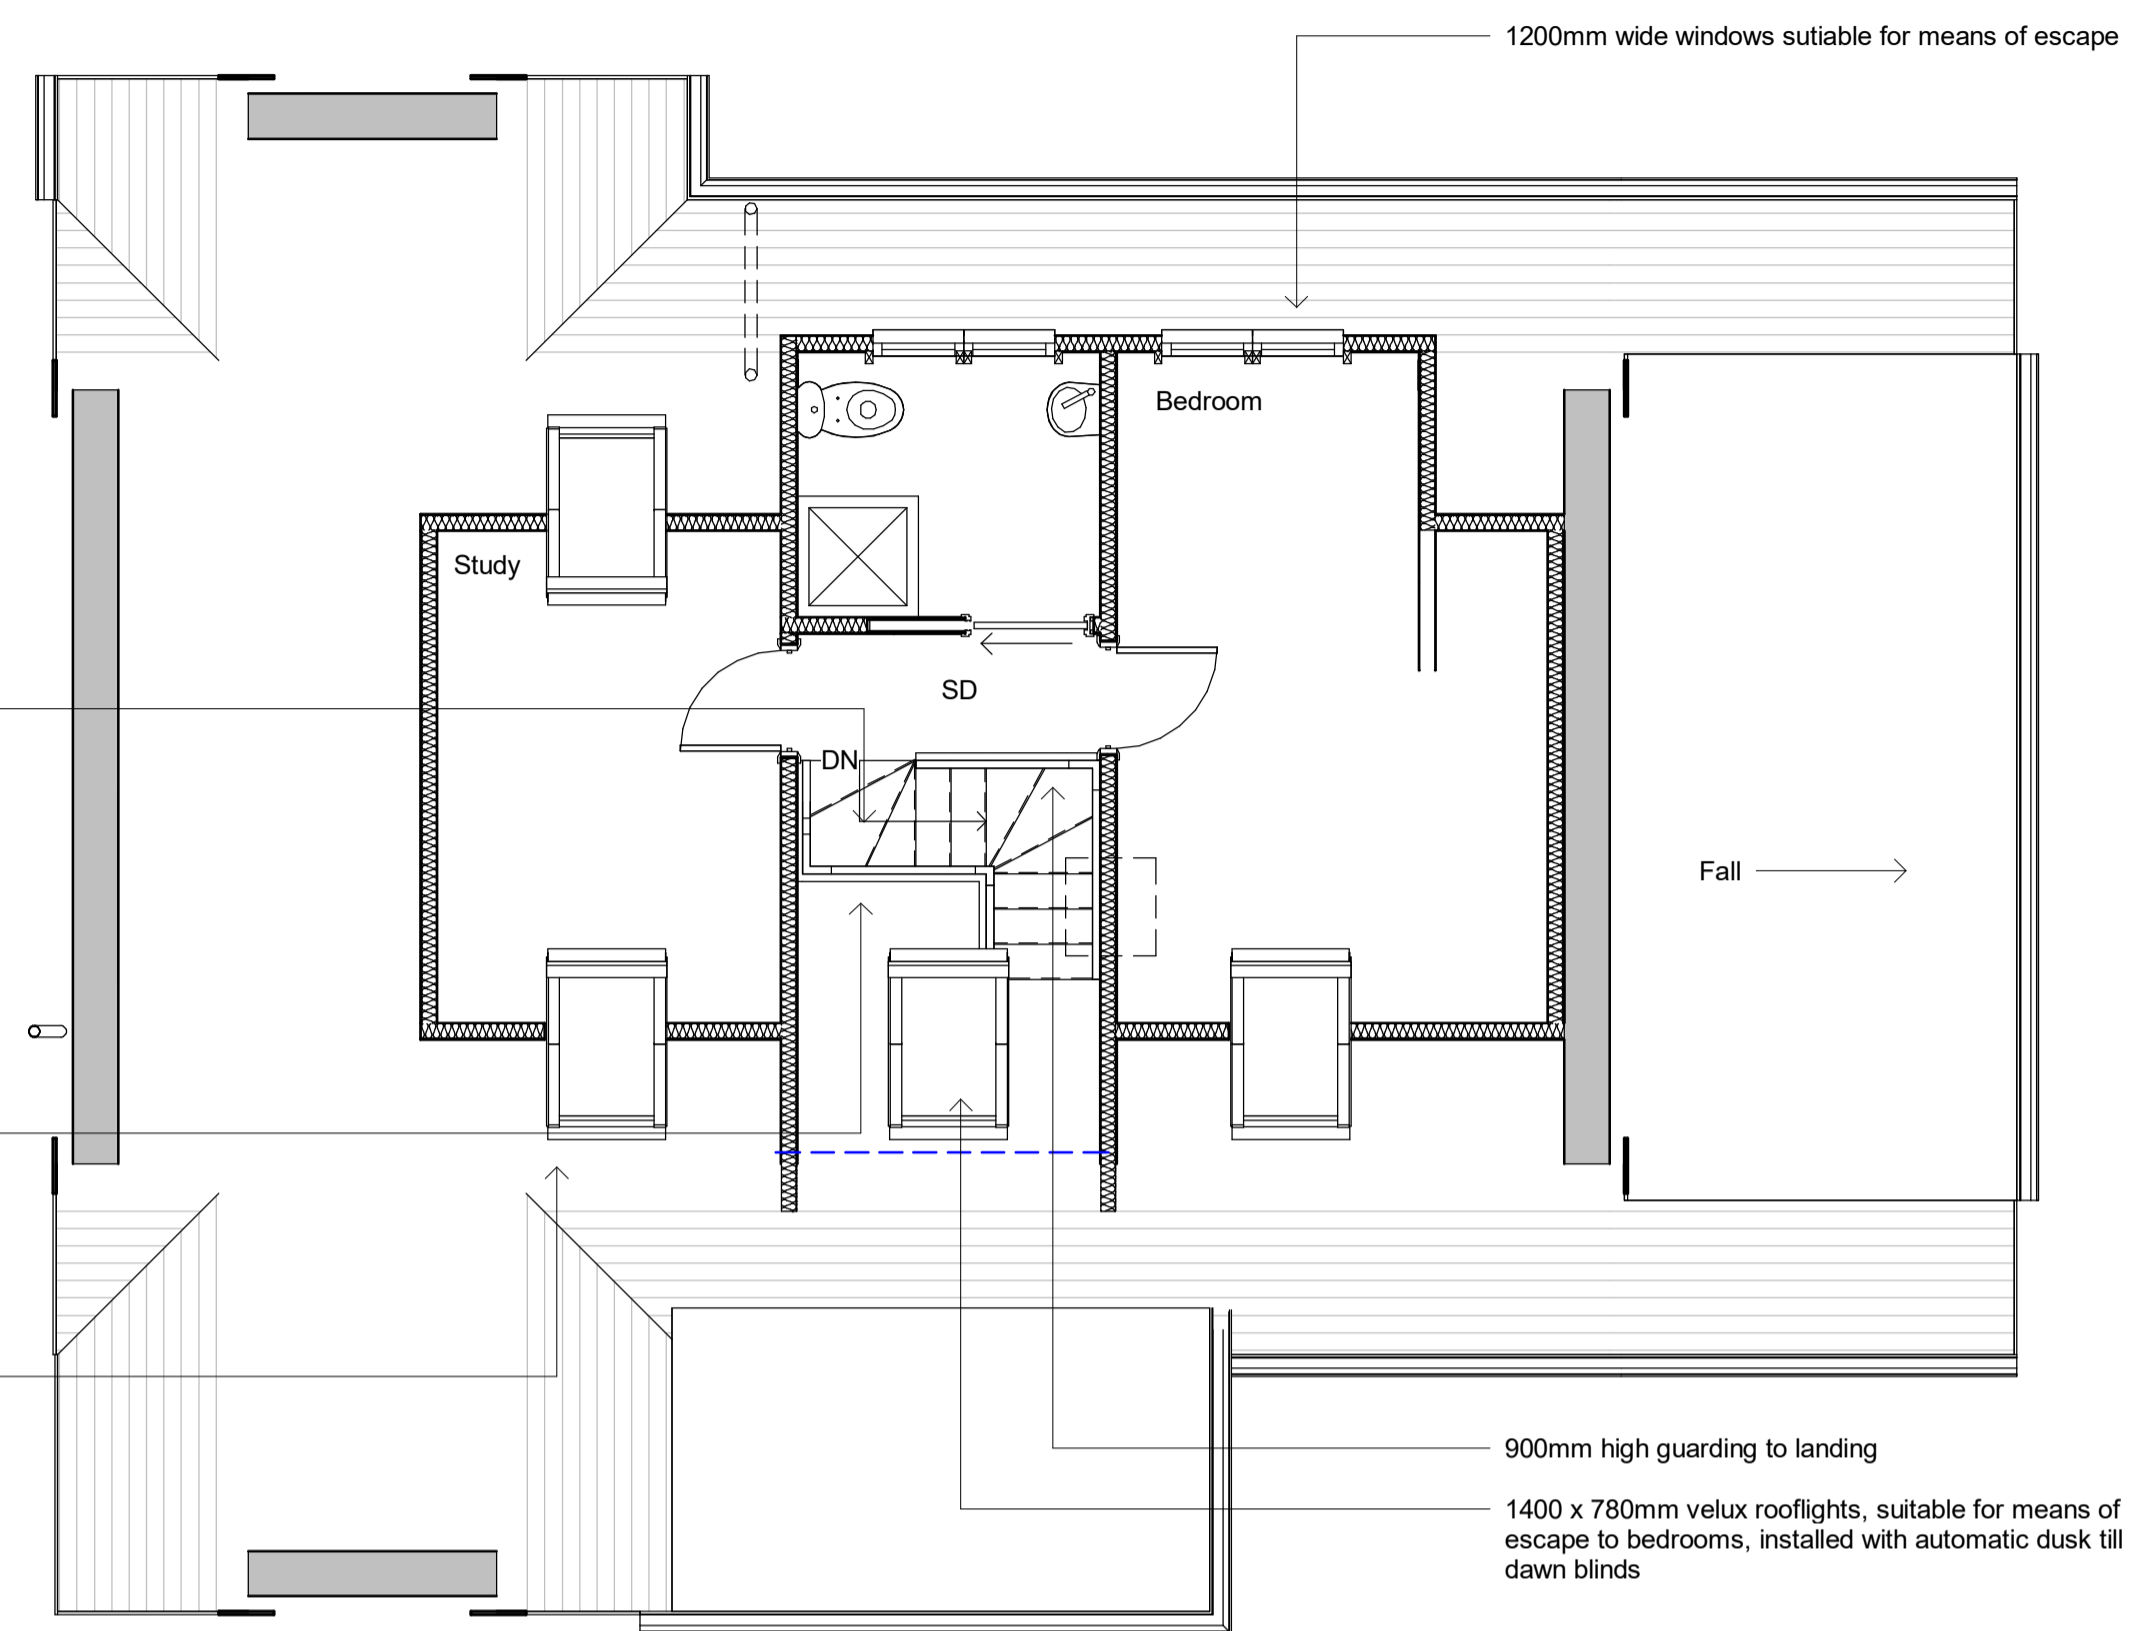 1200mm wide windows sutiable for means of escape
Bedroom
Study
SD
DN
Fall
900mm high guarding to landing
1400 x 780mm velux rooflights, suitable for means of
escape to bedrooms, installed with automatic dusk till
dawn blinds